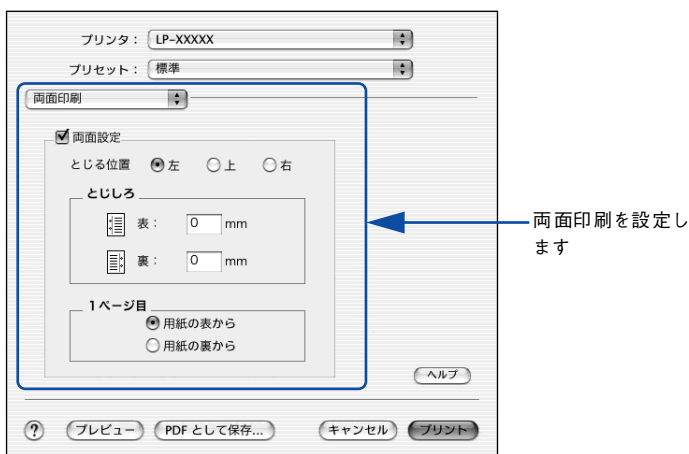 プリンタ： LP-XXXXX
プリセット： 標準
両面印刷
両面設定
とじる位置 左 上 右
とじしろ
表： 0 mm
裏： 0 mm
1ページ目
用紙の表から
用紙の裏から
ヘルプ
? プレビュー PDF として保存... キャンセル プリント
両面印刷を設定し
ます